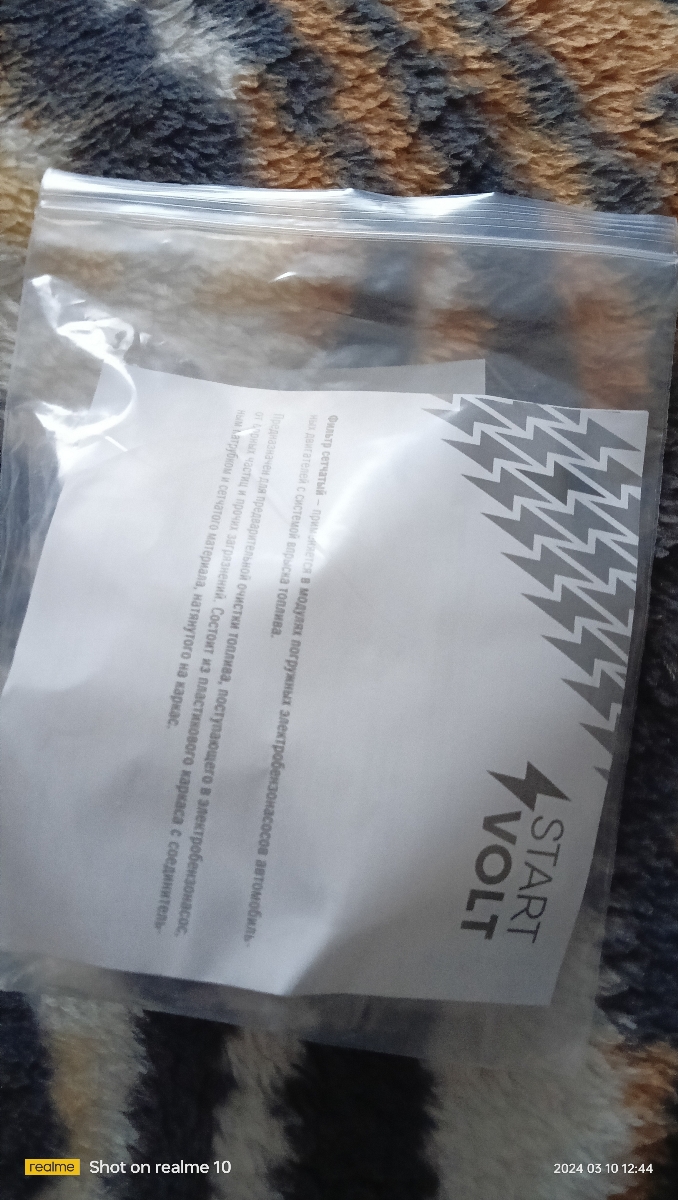 START
VOLT
Фильтр сетчатый – применяется в модулях погружных электробензонасосов автомобиль-
ных двигателей с системой впрыска топлива.
Предназначен для предварительной очистки топлива, поступающего в электробензонасос,
от твердых частиц и прочих загрязнений. Состоит из пластикового каркаса с соединитель-
ным патрубком и сетчатого материала, натянутого на каркас.
realme Shot on realme 10
2024 03 10 12:44